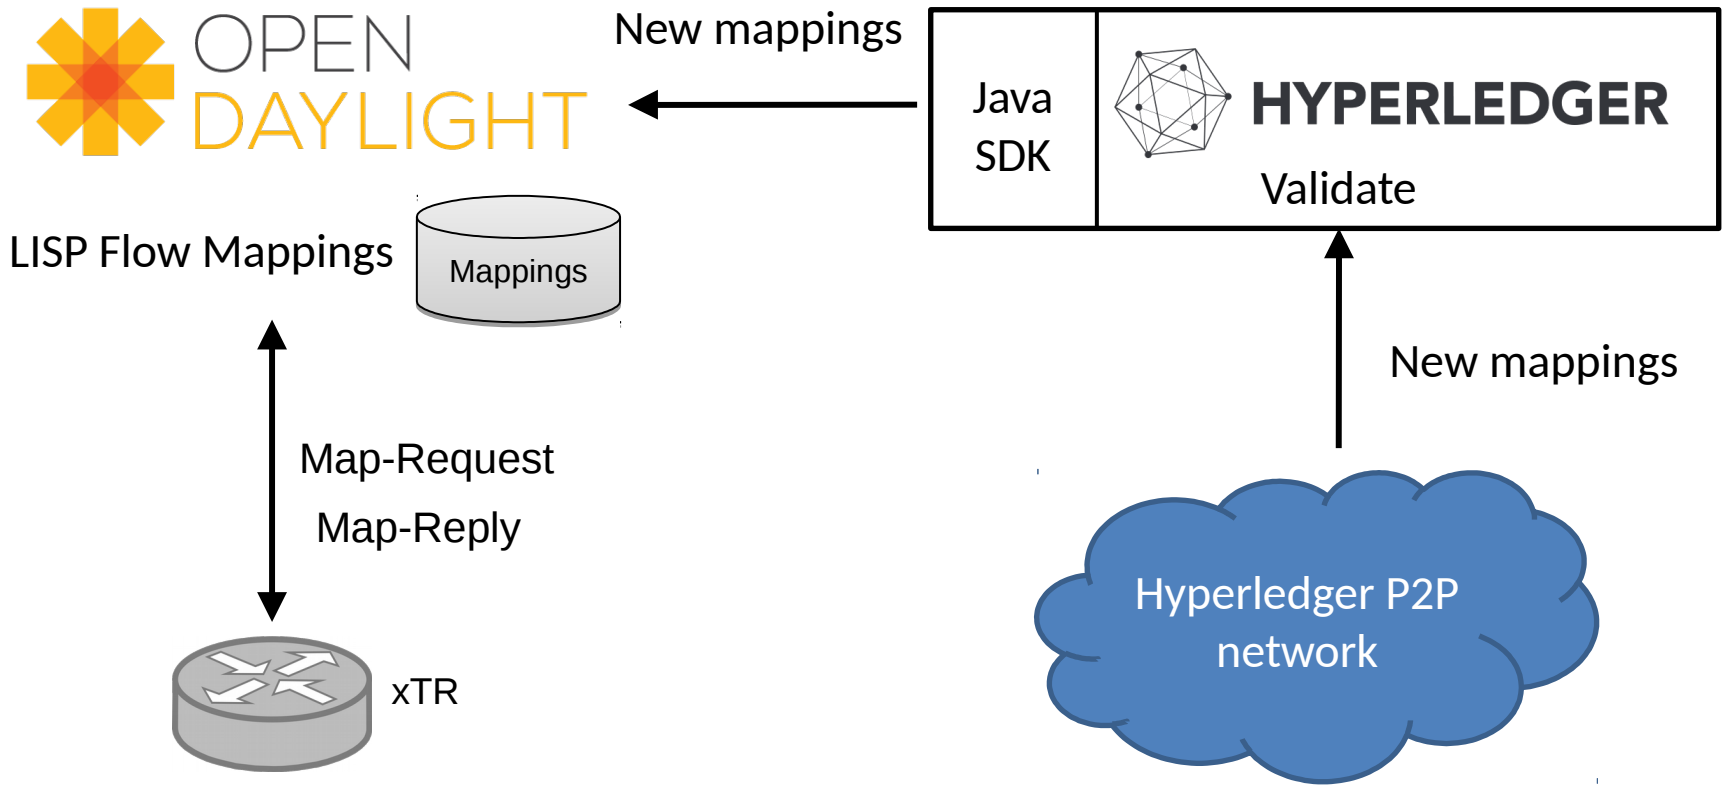 OPEN
DAYLIGHT
New mappings
Java
SDK
HYPERLEDGER
Validate
LISP Flow Mappings
Mappings
New mappings
Map-Request
Map-Reply
xTR
Hyperledger P2P
network